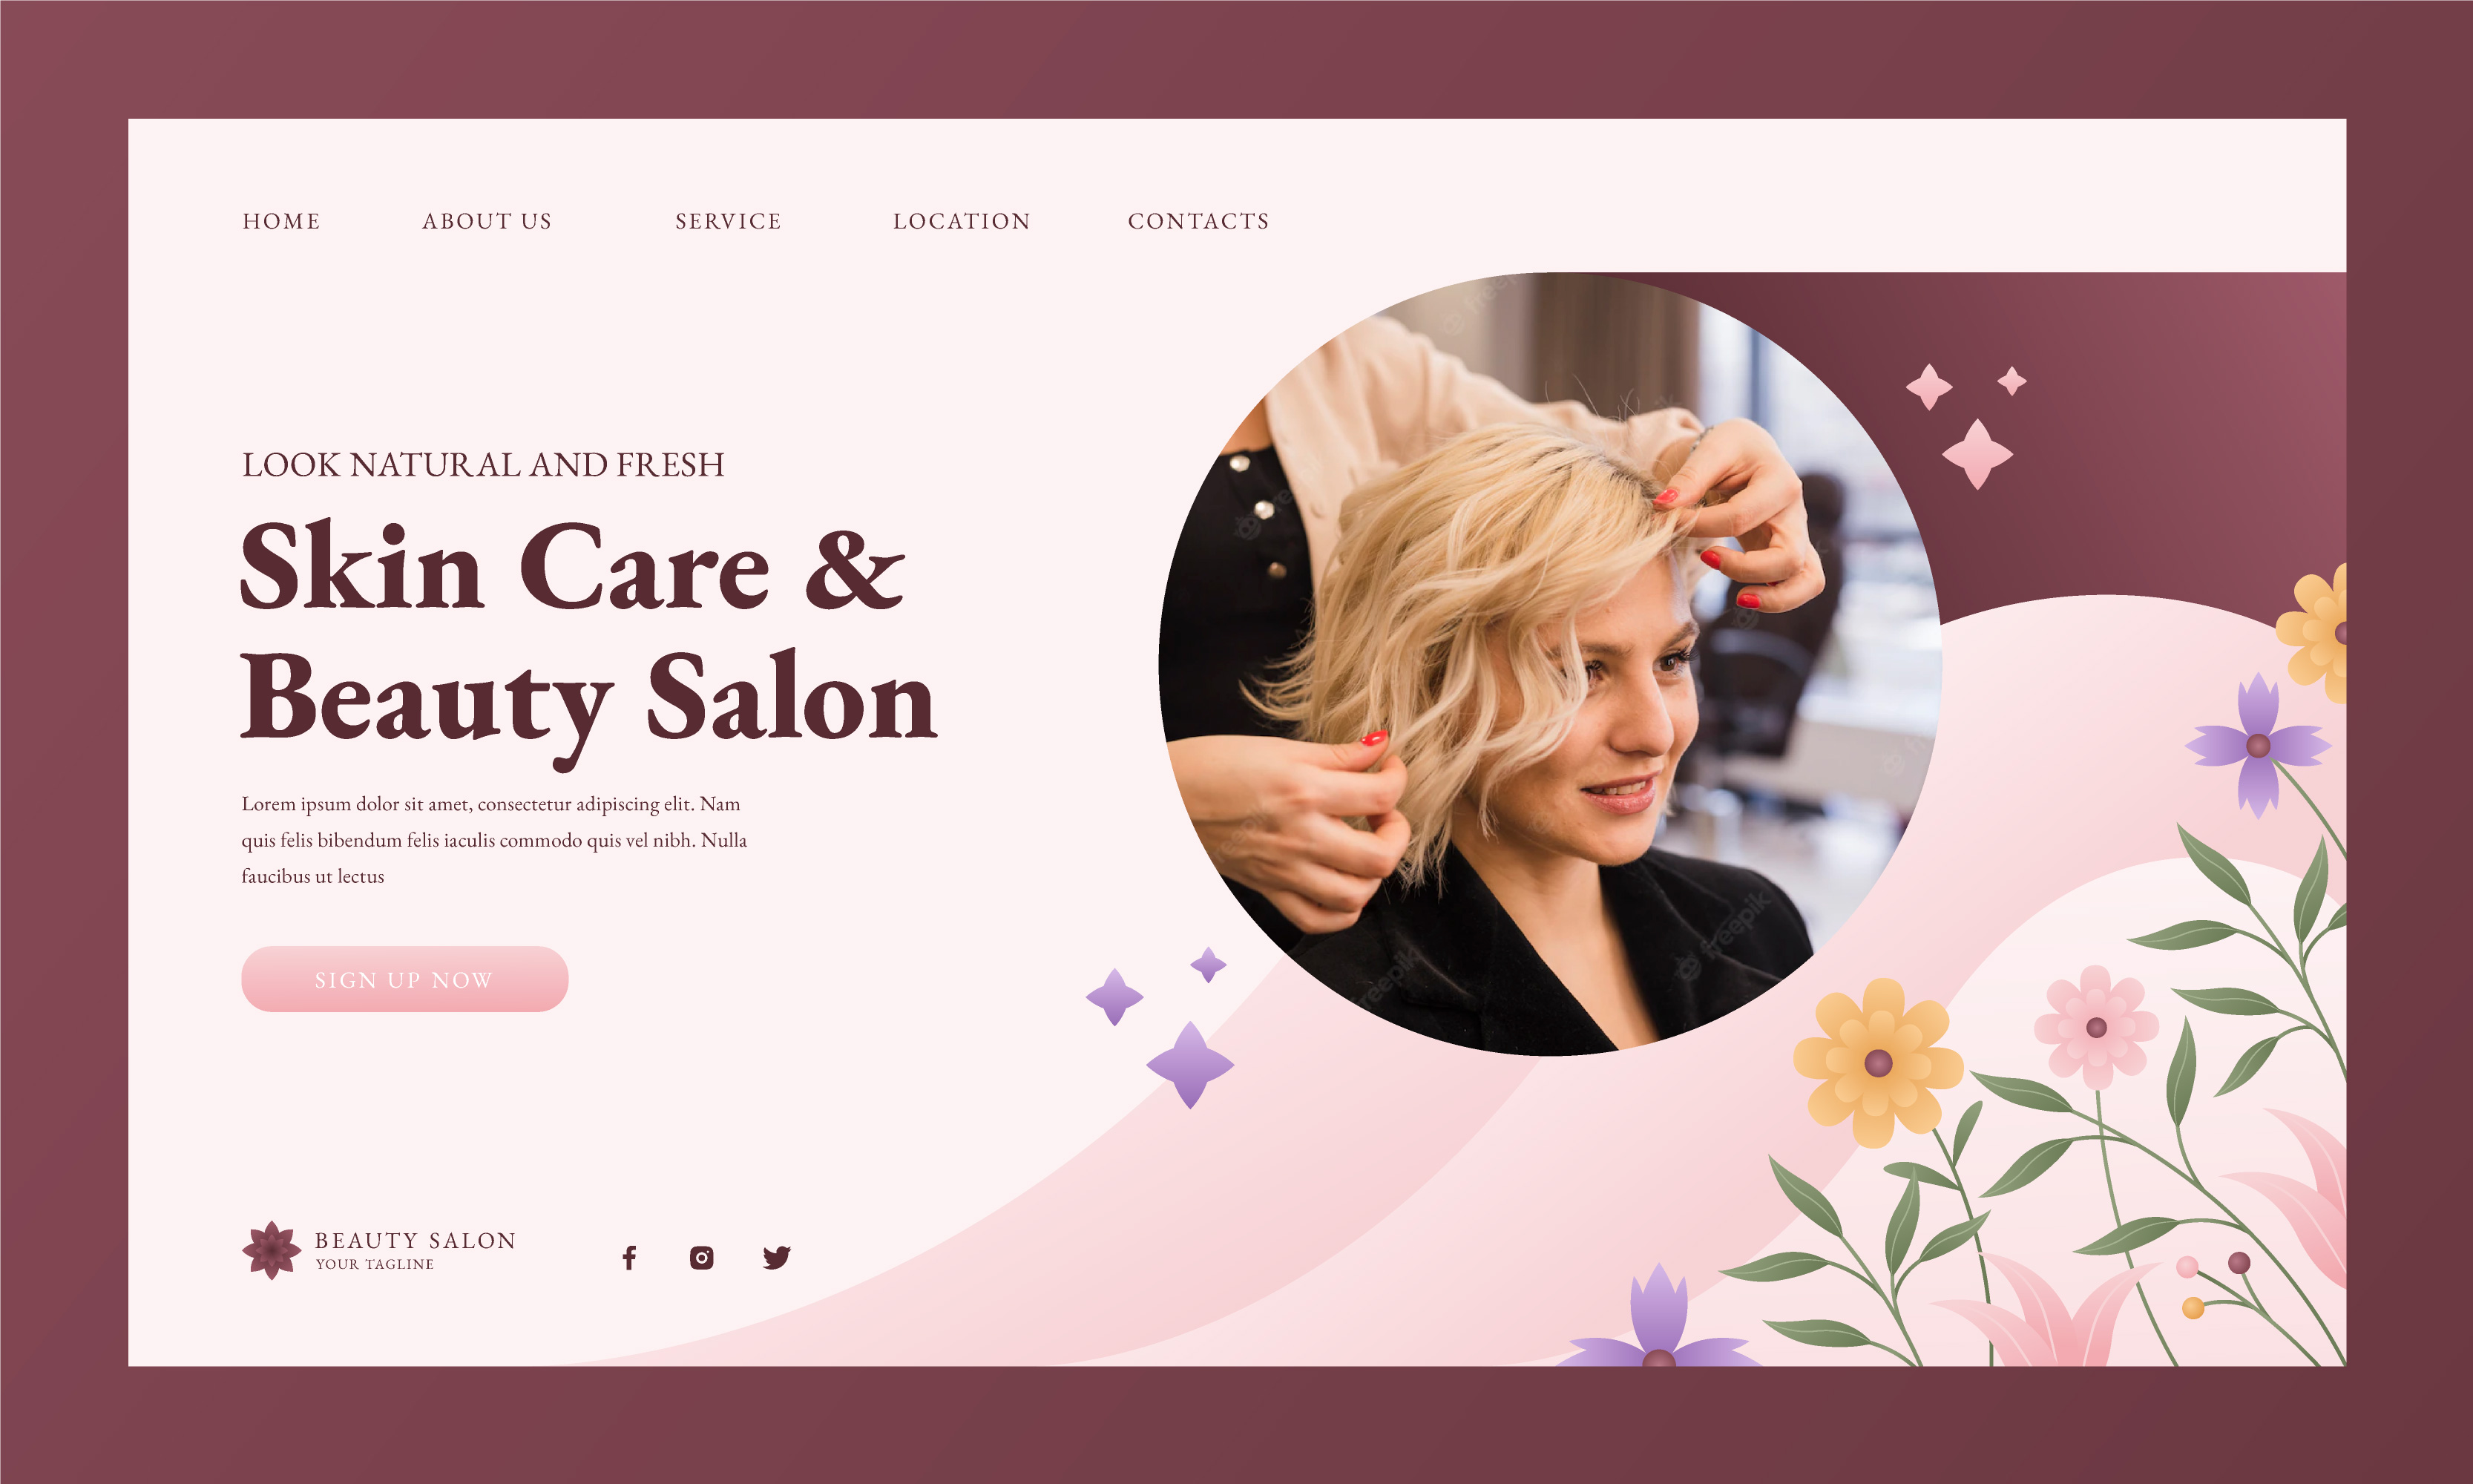 HOME ABOUT US SERVICE LOCATION CONTACTS
LOOK NATURAL AND FRESH
Skin Care &
Beauty Salon
Lorem ipsum dolor sit amet, consectetur adipiscing elit. Nam
quis felis bibendum felis iaculis commodo quis vel nibh. Nulla
faucibus ut lectus
SIGN UP NOW
BEAUTY SALON
YOUR TAGLINE
freepik
freepik